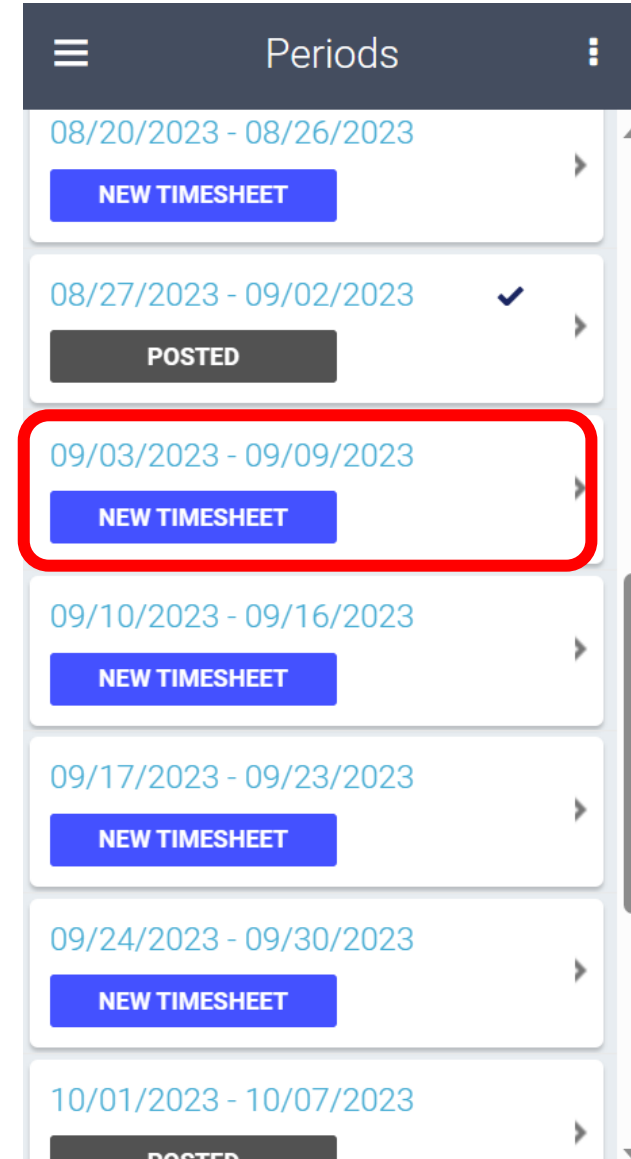 Periods
08/20/2023 - 08/26/2023
NEW TIMESHEET
08/27/2023 - 09/02/2023
POSTED
09/03/2023 - 09/09/2023
NEW TIMESHEET
09/10/2023 - 09/16/2023
NEW TIMESHEET
09/17/2023 - 09/23/2023
NEW TIMESHEET
09/24/2023 - 09/30/2023
NEW TIMESHEET
10/01/2023 - 10/07/2023
POSTED